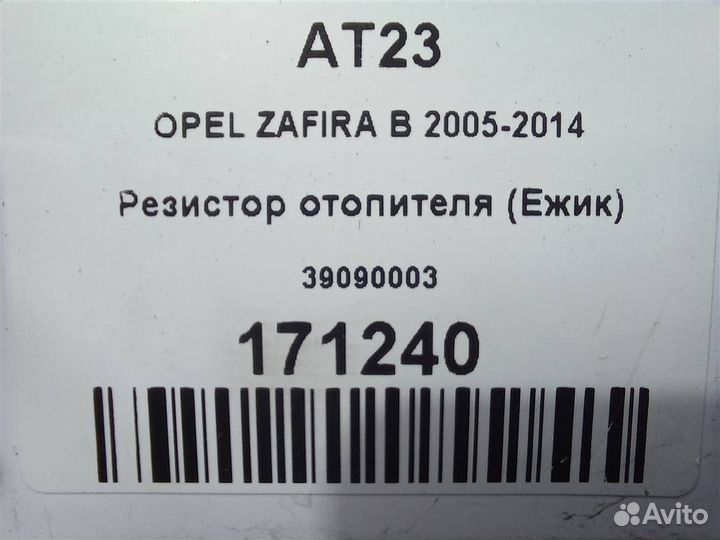 AT23
OPEL ZAFIRA B 2005-2014
Резистор отопителя (Ежик)
39090003
171240
Avito